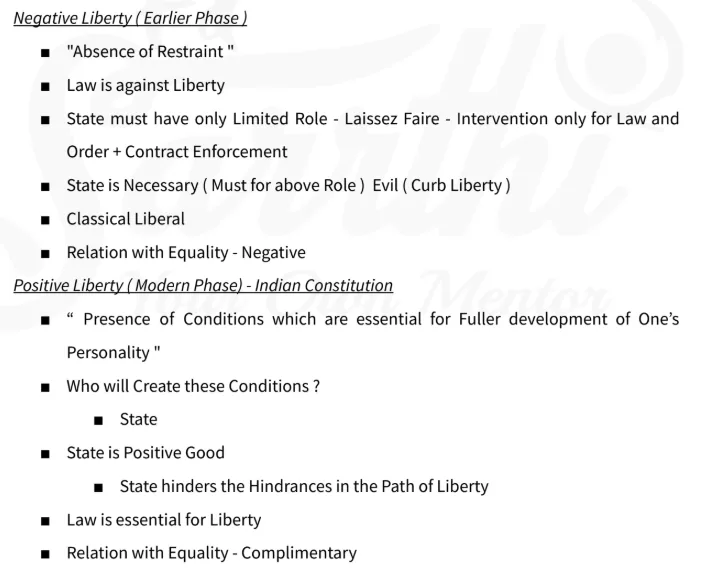 Negative Liberty ( Earlier Phase )
■ "Absence of Restraint "
■ Law is against Liberty
■ State must have only Limited Role - Laissez Faire - Intervention only for Law and
Order + Contract Enforcement
■ State is Necessary ( Must for above Role )  Evil ( Curb Liberty )
■ Classical Liberal
■ Relation with Equality - Negative
Positive Liberty ( Modern Phase) - Indian Constitution
■ “ Presence of Conditions which are essential for Fuller development of One’s
Personality "
■ Who will Create these Conditions ?
■ State
■ State is Positive Good
■ State hinders the Hindrances in the Path of Liberty
■ Law is essential for Liberty
■ Relation with Equality - Complimentary